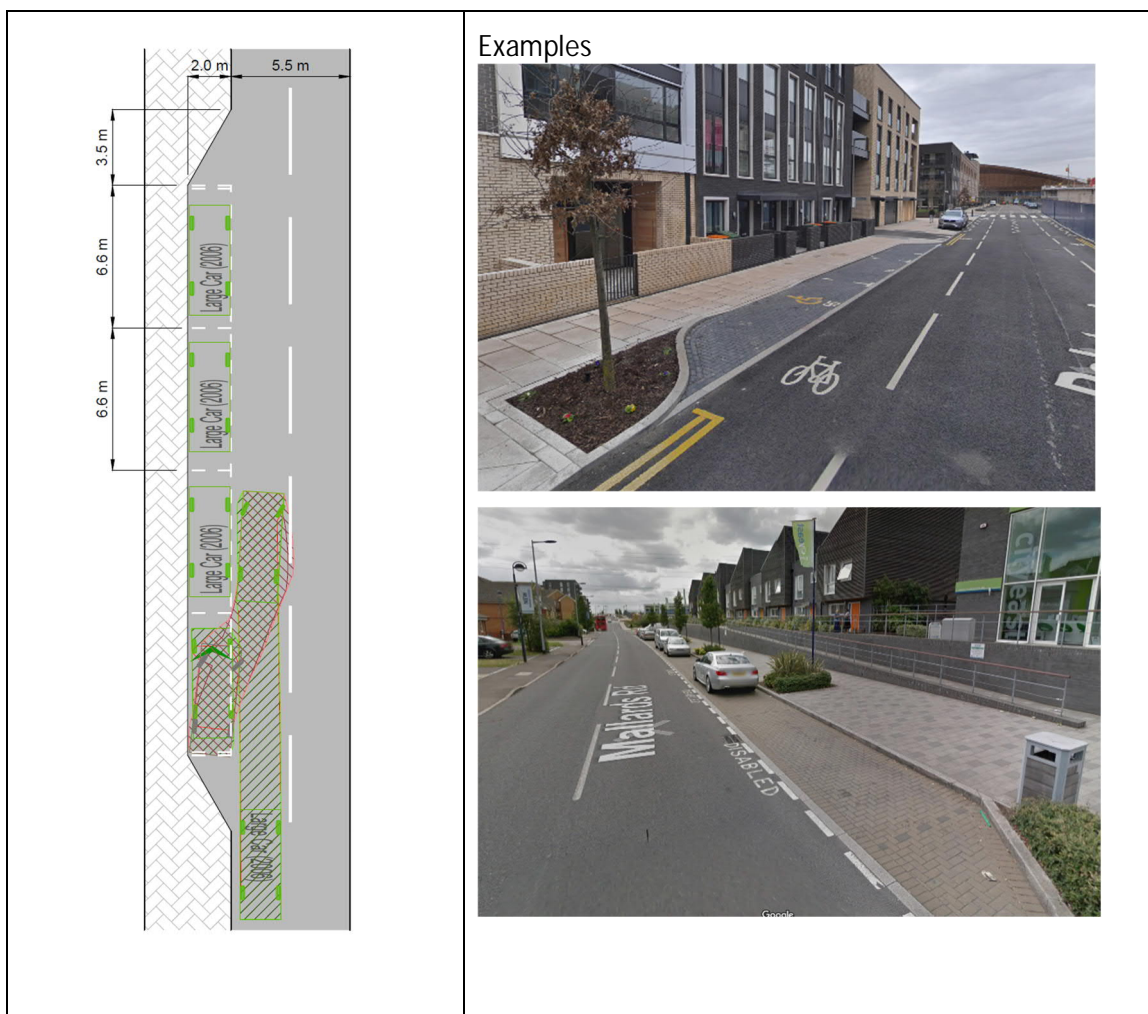 2.0 m
5.5 m
3.5 m
6.6 m
6.6 m
Large Car (2006)
Large Car (2006)
Large Car (2006)
Large Car (2006)
Examples
Mallards Rd
DISABLED
Google